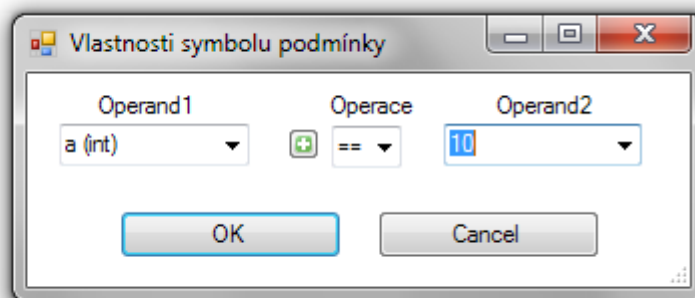 Vlastnosti symbolu podmínky
Operand1 Operace Operand2
a (int) == 10
OK Cancel